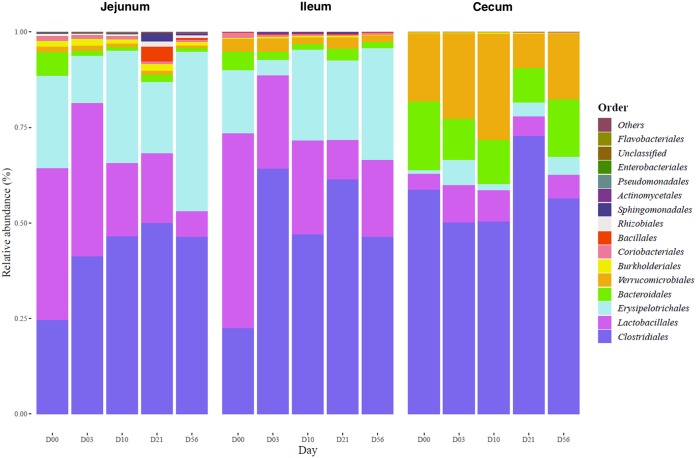 Jejunum Ileum Cecum
1.00
0.75
0.50
0.25
0.00
Relative abundance (%)
D00 D03 D10 D21 D56 D00 D03 D10 D21 D56 D00 D03 D10 D21 D56
Day
Order
Others
Flavobacteriales
Unclassified
Enterobacteriales
Pseudomonadales
Actinomycetales
Sphingomonadales
Rhizobiales
Bacillales
Coriobacteriales
Burkholderiales
Verrucomicrobiales
Bacteroidales
Erysipelotrichales
Lactobacillales
Clostridiales